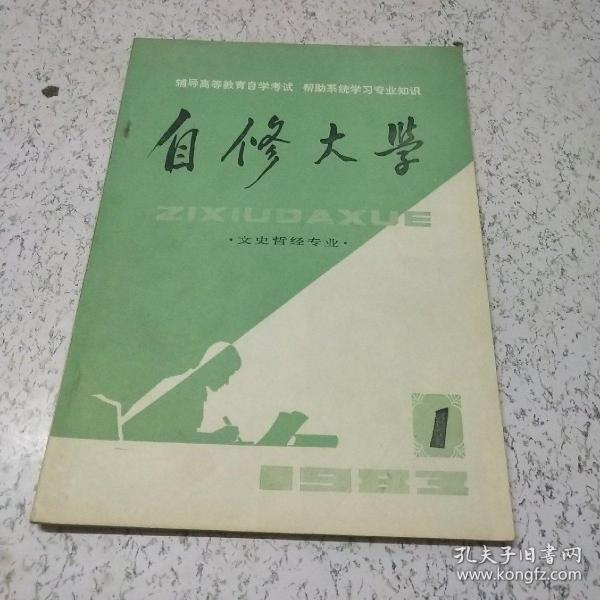 辅导高等教育自学考试 帮助系统学习专业知识
自修大学
ZIXIUDAXUE
·文史哲经专业·
1
1983
孔夫子旧书网
www.kongfz.com